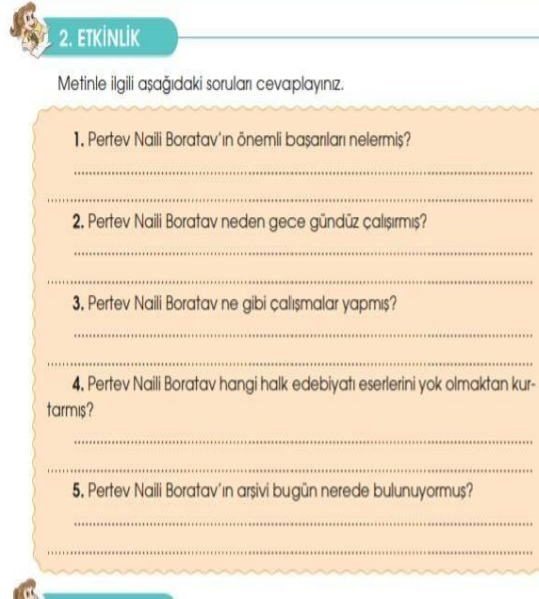 2. ETKİNLİK
Metinle ilgili aşağıdaki soruları cevaplayınız.
1. Pertev Naili Boratav'ın önemli başarıları nelermiş?
2. Pertev Naili Boratav neden gece gündüz çalışırmış?
3. Pertev Naili Boratav ne gibi çalışmalar yapmış?
4. Pertev Naili Boratav hangi halk edebiyatı eserlerini yok olmaktan kur-
tarmış?
5. Pertev Naili Boratav'ın arşivi bugün nerede bulunuyormuş?